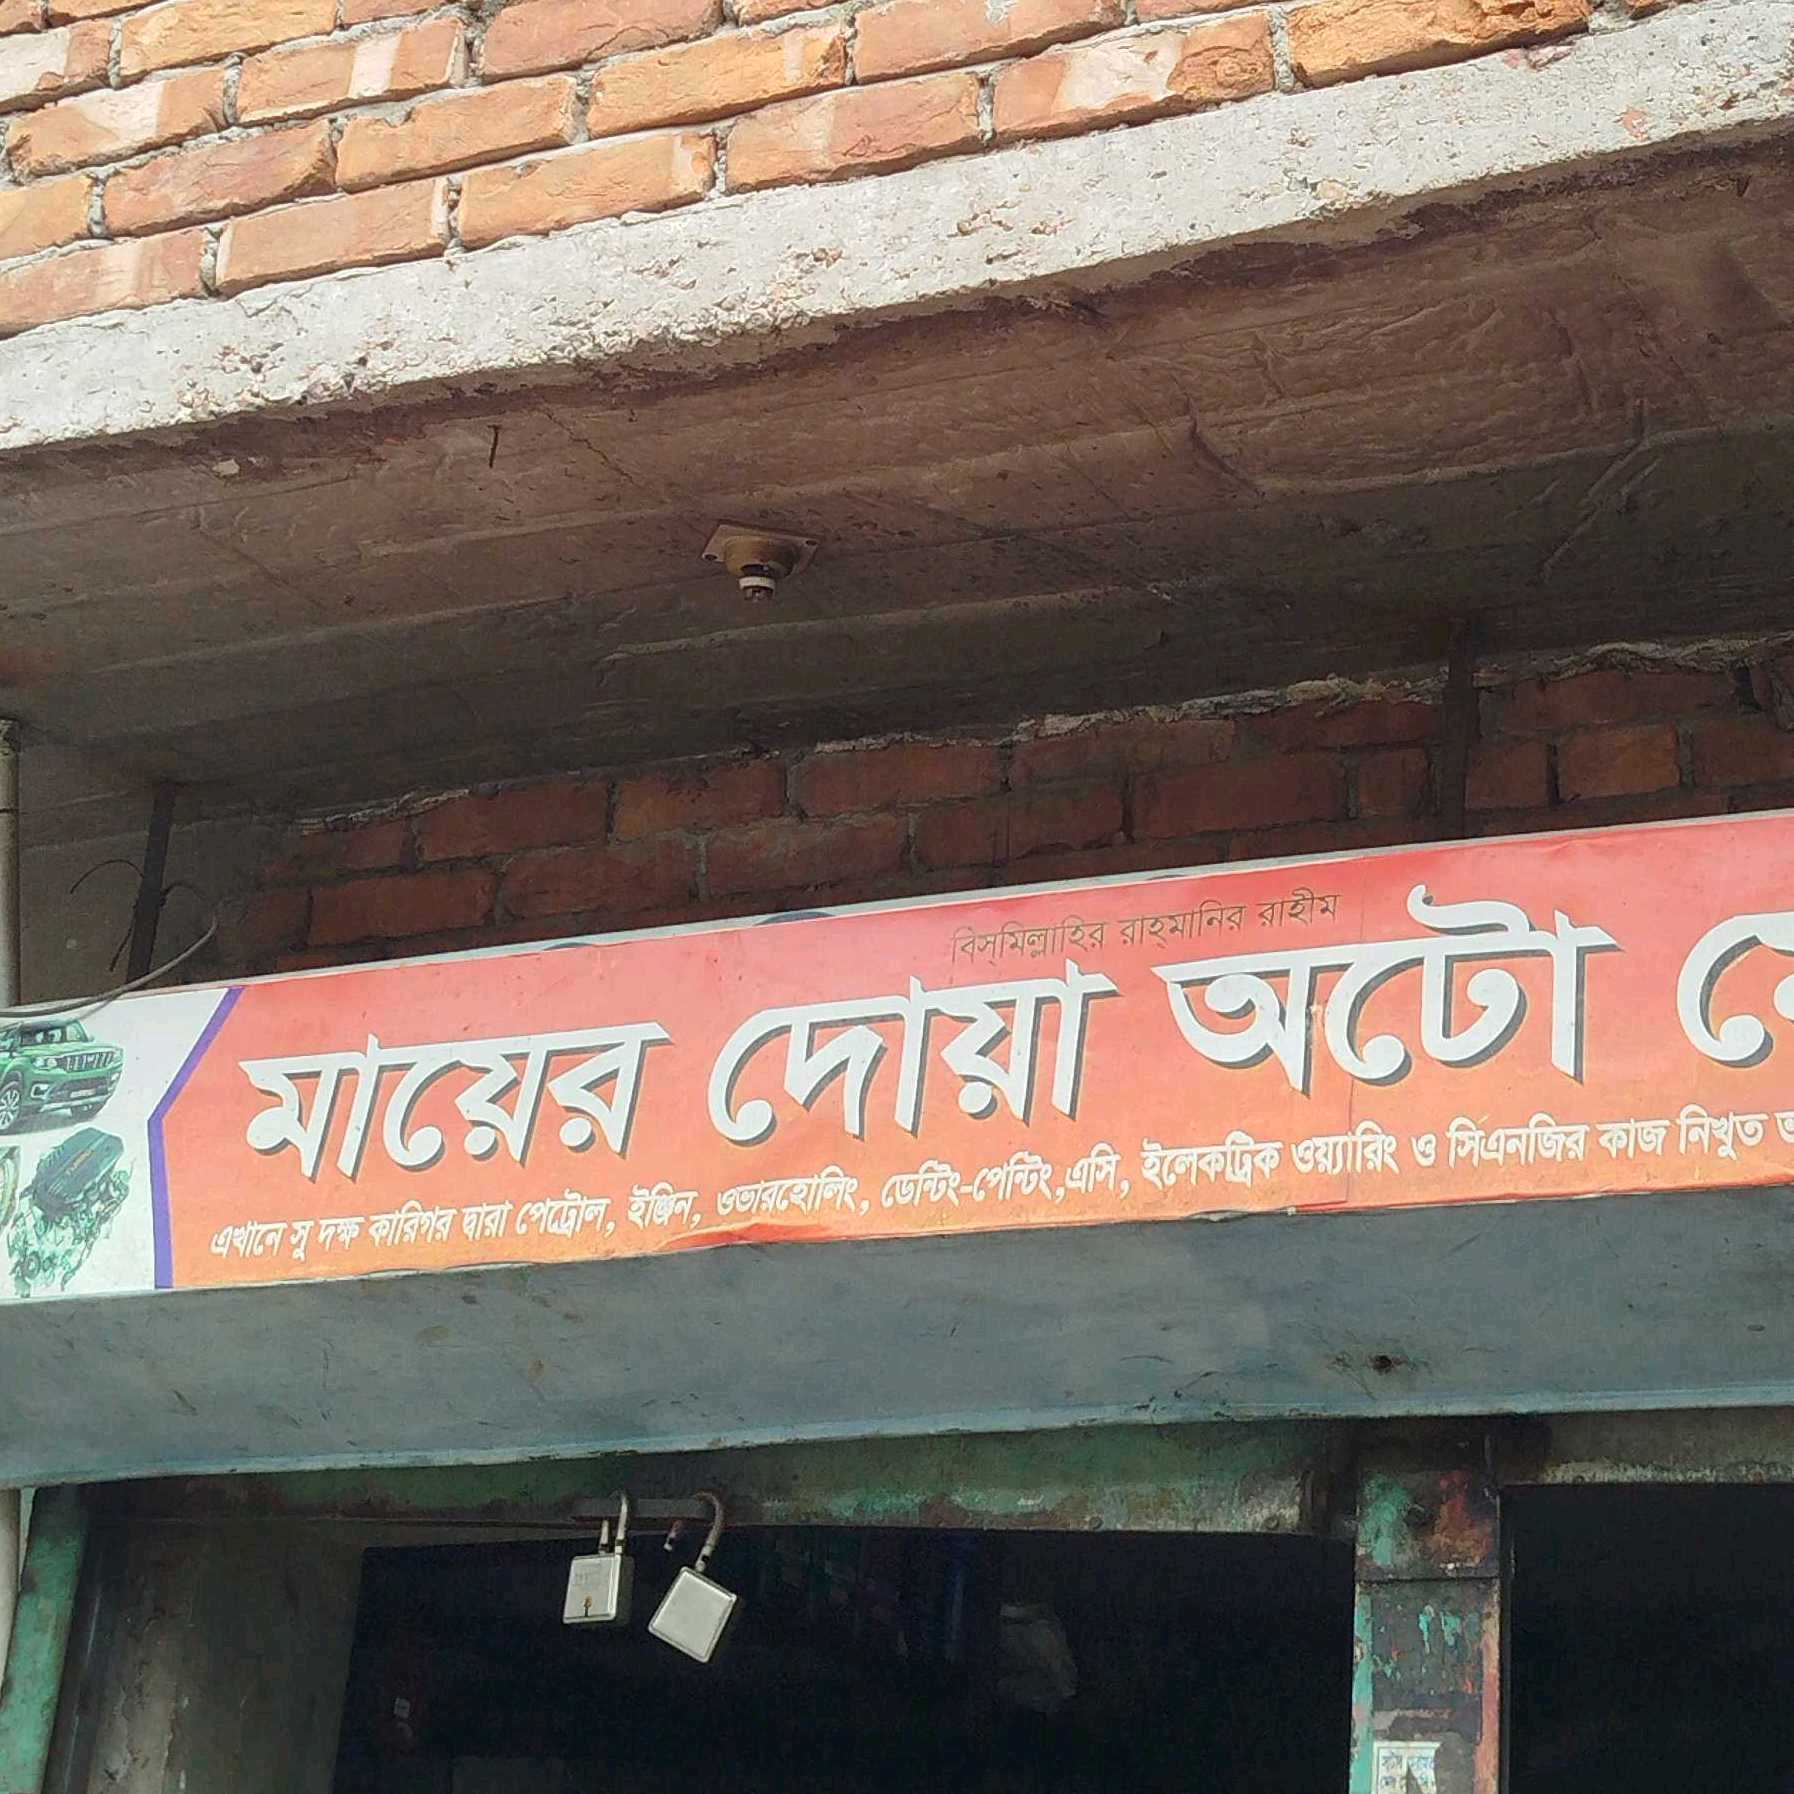 বিস্‌মিল্লাহির রাহ্‌মানির রাহীম
মায়ের দোয়া অটো
এখানে সু দক্ষ কারিগর দ্বারা পেট্রোল, ইঞ্জিন, ওভারহোলিং, ডেন্টিং-পেন্টিং,এসি, ইলেকট্রিক ওয়্যারিং ও সিএনজির কাজ নিখুত